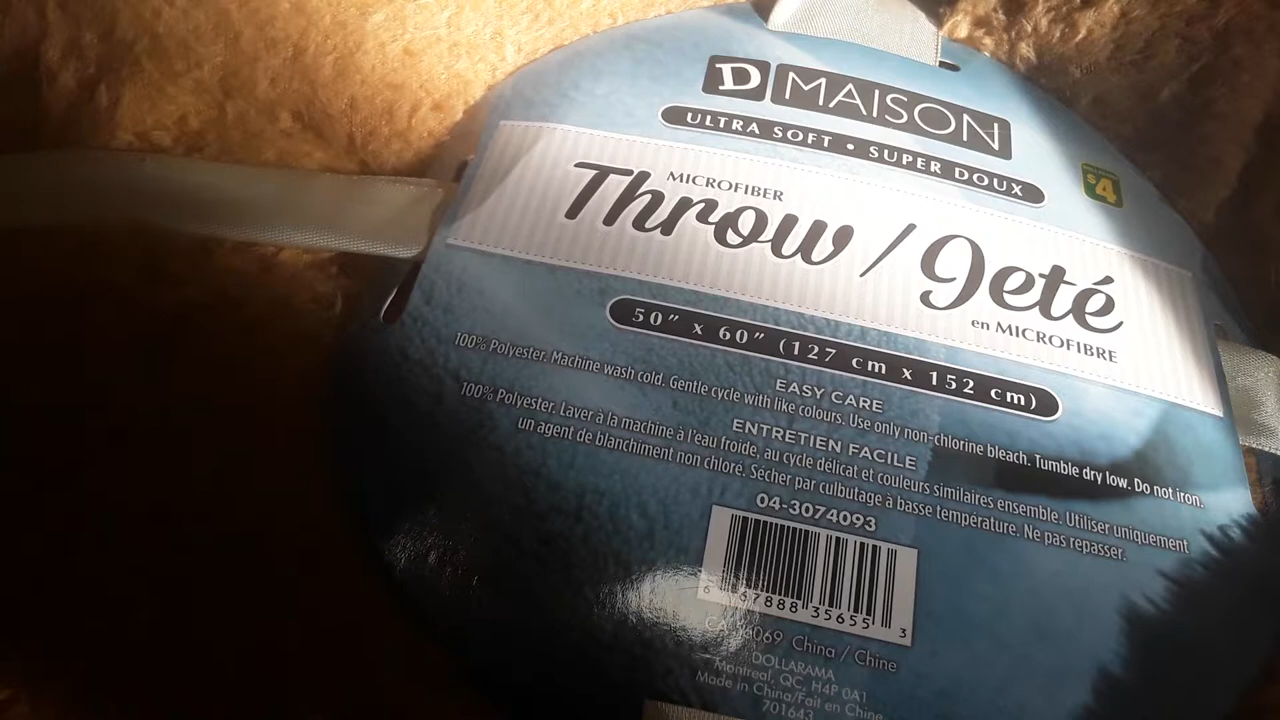 D MAISON
ULTRA SOFT • SUPER DOUX
$4
MICROFIBER
Throw / Jeté
en MICROFIBRE
50” x 60” (127 cm x 152 cm)
EASY CARE
100% Polyester. Machine wash cold. Gentle cycle with like colours. Use only non-chlorine bleach. Tumble dry low. Do not iron.
ENTRETIEN FACILE
100% Polyester. Laver à la machine à l'eau froide, au cycle délicat et couleurs similaires ensemble. Utiliser uniquement
un agent de blanchiment non chloré. Sécher par culbutage à basse température. Ne pas repasser.
04-3074093
6 67888 35655 3
China / Chine
DOLLARAMA
Montreal, QC, H4P 0A1
Made in China/Fait en Chine
701643